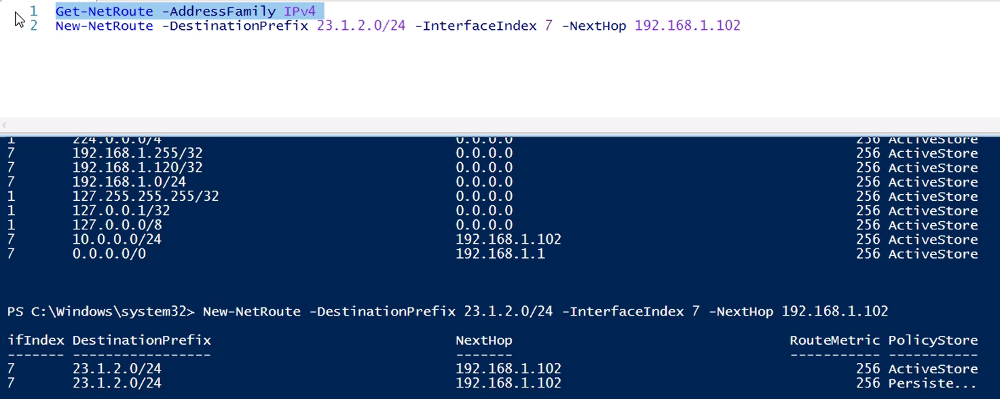 1 Get-NetRoute -AddressFamily IPv4
2 New-NetRoute -DestinationPrefix 23.1.2.0/24 -InterfaceIndex 7 -NextHop 192.168.1.102
1 224.0.0.0/4 0.0.0.0 256 ActiveStore
7 192.168.1.255/32 0.0.0.0 256 ActiveStore
7 192.168.1.120/32 0.0.0.0 256 ActiveStore
7 192.168.1.0/24 0.0.0.0 256 ActiveStore
1 127.255.255.255/32 0.0.0.0 256 ActiveStore
1 127.0.0.1/32 0.0.0.0 256 ActiveStore
1 127.0.0.0/8 0.0.0.0 256 ActiveStore
7 10.0.0.0/24 192.168.1.102 256 ActiveStore
7 0.0.0.0/0 192.168.1.1 256 ActiveStore
PS C:\Windows\system32> New-NetRoute -DestinationPrefix 23.1.2.0/24 -InterfaceIndex 7 -NextHop 192.168.1.102
ifIndex DestinationPrefix NextHop RouteMetric PolicyStore
------- ----------------- ------- ----------- -----------
7 23.1.2.0/24 192.168.1.102 256 ActiveStore
7 23.1.2.0/24 192.168.1.102 256 Persiste...